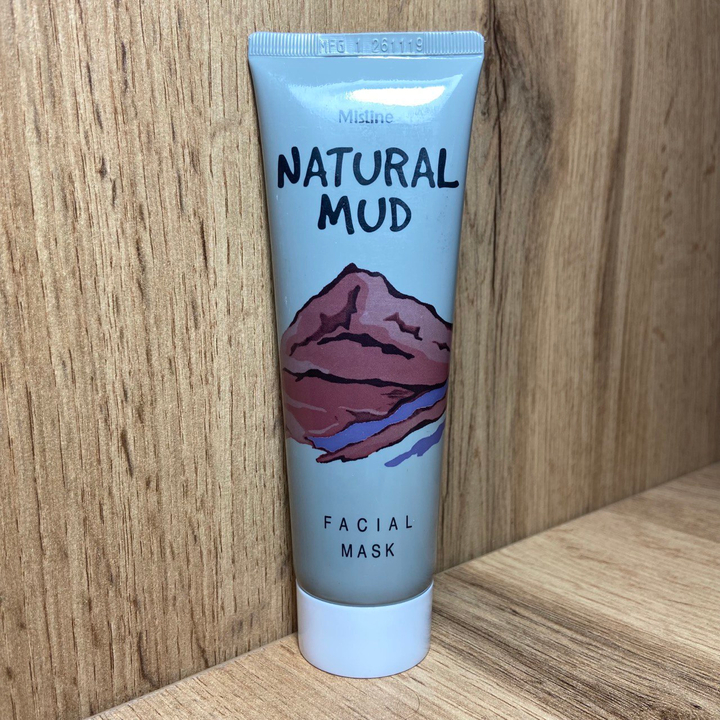 MFG 1 261119
Mistine
NATURAL
MUD
FACIAL
MASK